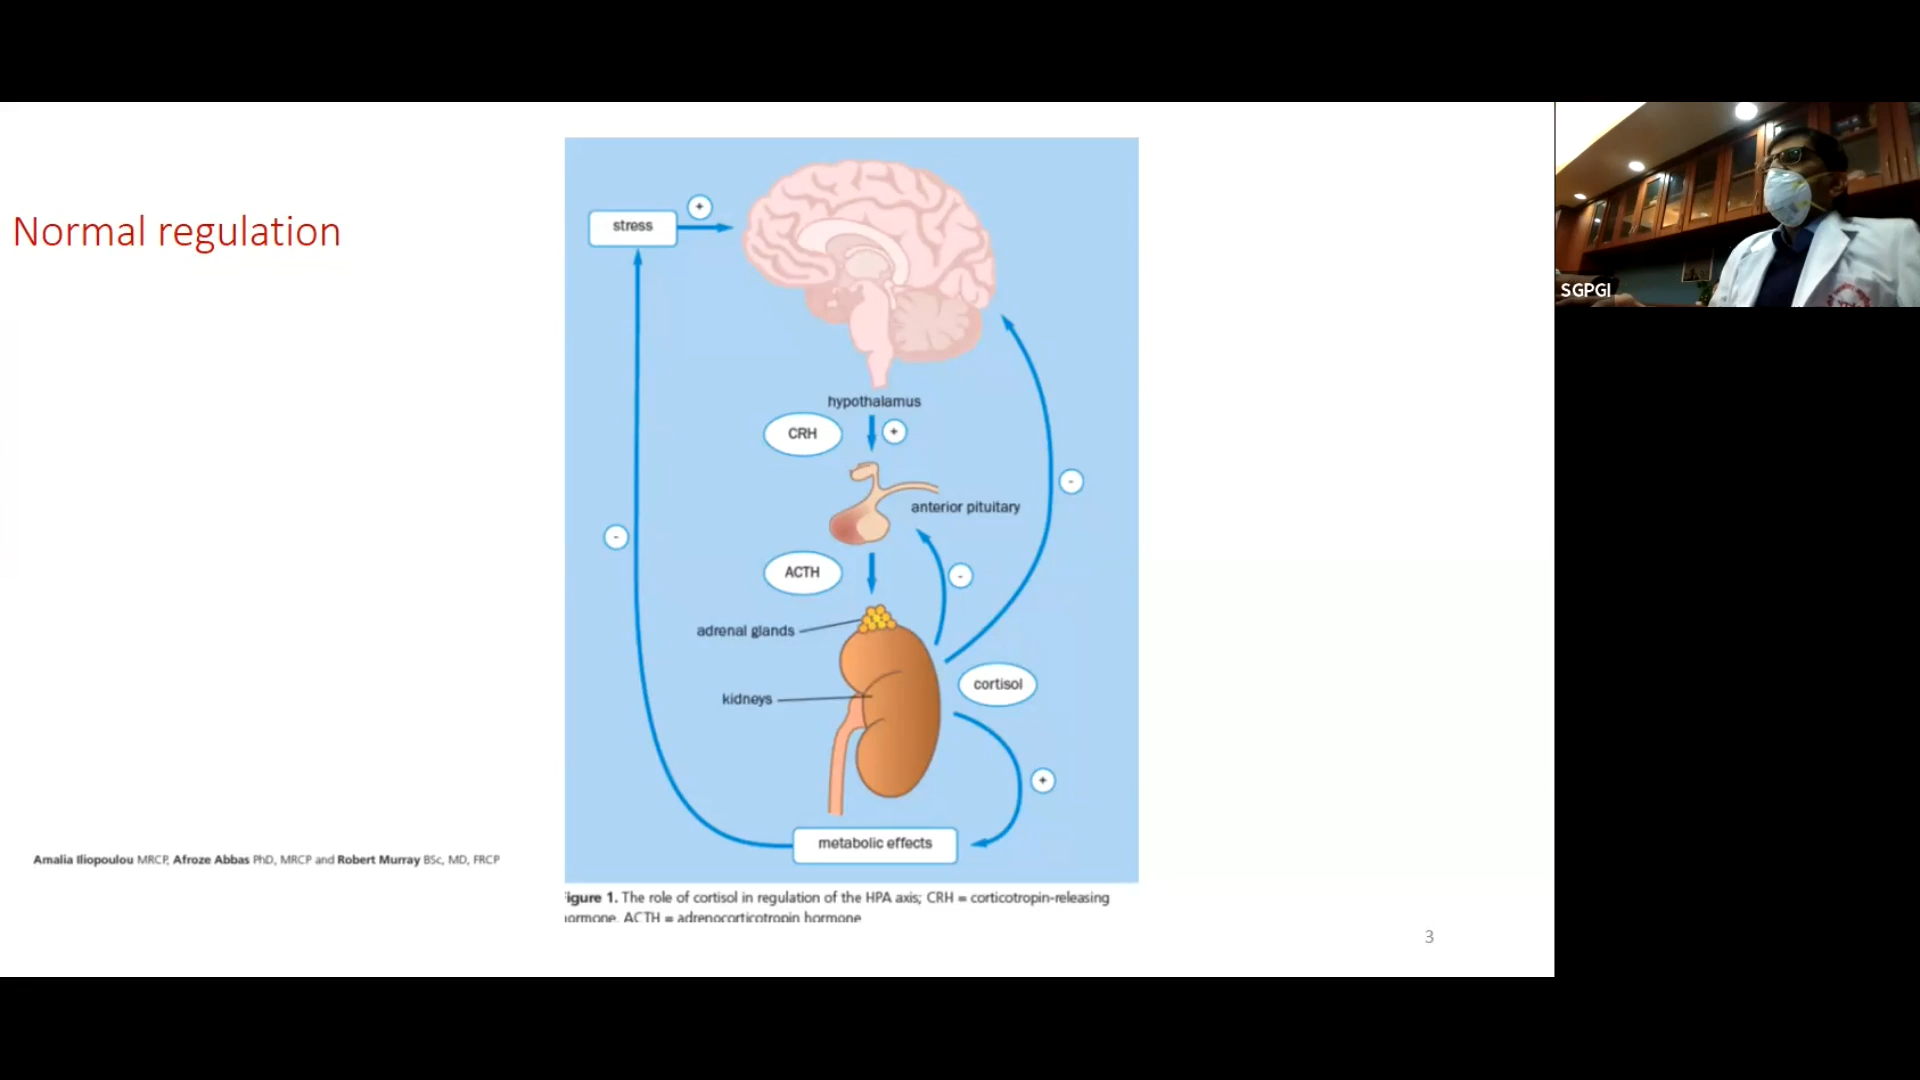 Normal regulation
stress
+
hypothalamus
CRH
+
anterior pituitary
-
-
ACTH
-
adrenal glands
kidneys
cortisol
+
metabolic effects
Amalia Iliopoulou MRCP, Afroze Abbas PhD, MRCP and Robert Murray BSc, MD, FRCP
igure 1. The role of cortisol in regulation of the HPA axis; CRH = corticotropin-releasing
ormone. ACTH = adrenocorticotropin hormone
3
SGPGI